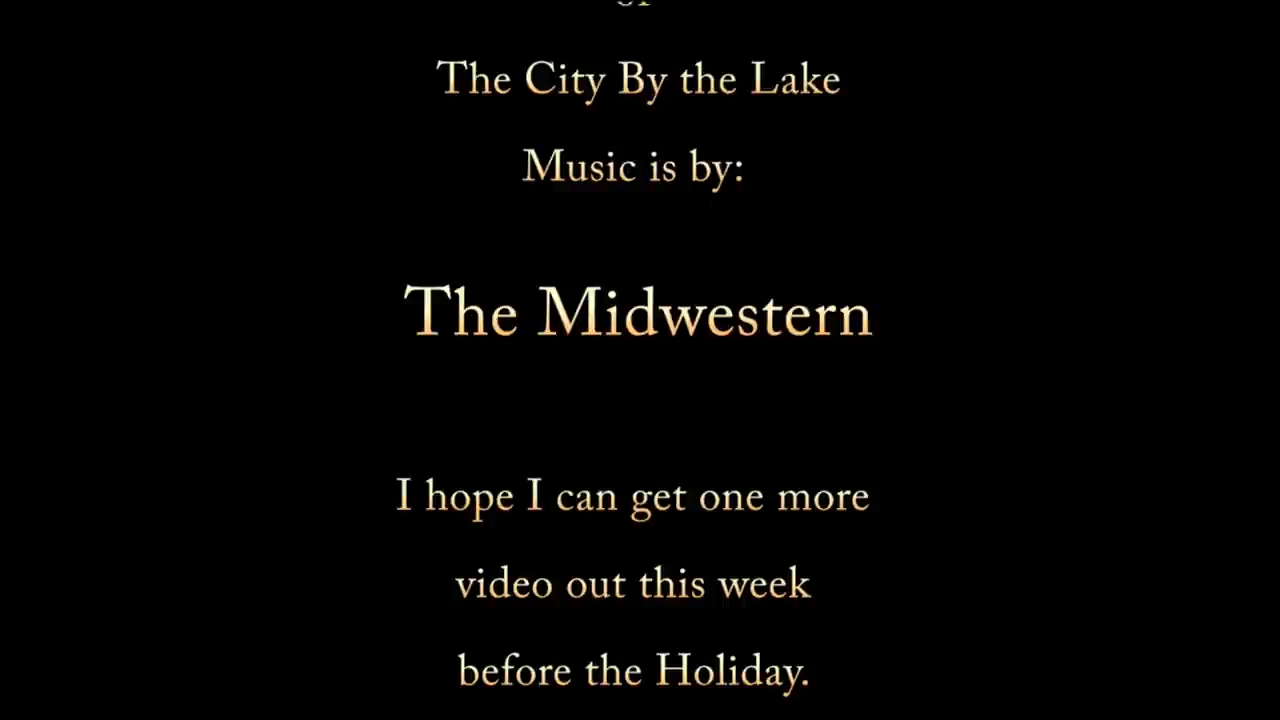 The City By the Lake
Music is by:
The Midwestern
I hope I can get one more
video out this week
before the Holiday.